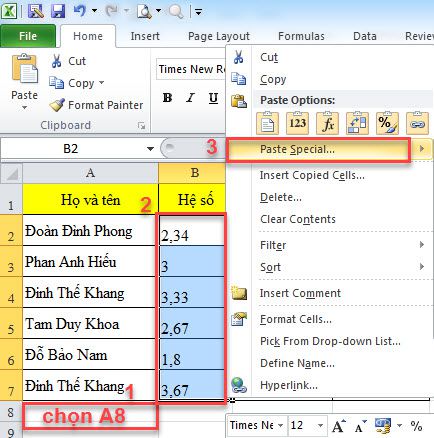 File Home Insert Page Layout Formulas Data Review
Paste
Cut
Copy
Format Painter
Clipboard
Times New Ro
B2
Cut
Copy
Paste Options:
123 fx %
3 Paste Special...
Insert Copied Cells...
Delete...
Clear Contents
Filter
Sort
Insert Comment
Format Cells...
Pick From Drop-down List...
Define Name...
Hyperlink...
Times Ne 12 A A
A B
1 Họ và tên Hệ số
2
2 Đoàn Đình Phong 2,34
3 Phan Anh Hiếu 3
4 Đinh Thế Khang 3,33
5 Tam Duy Khoa 2,67
6 Đỗ Bảo Nam 1,8
7 Đinh Thế Khang 3,67
1
8 chọn A8